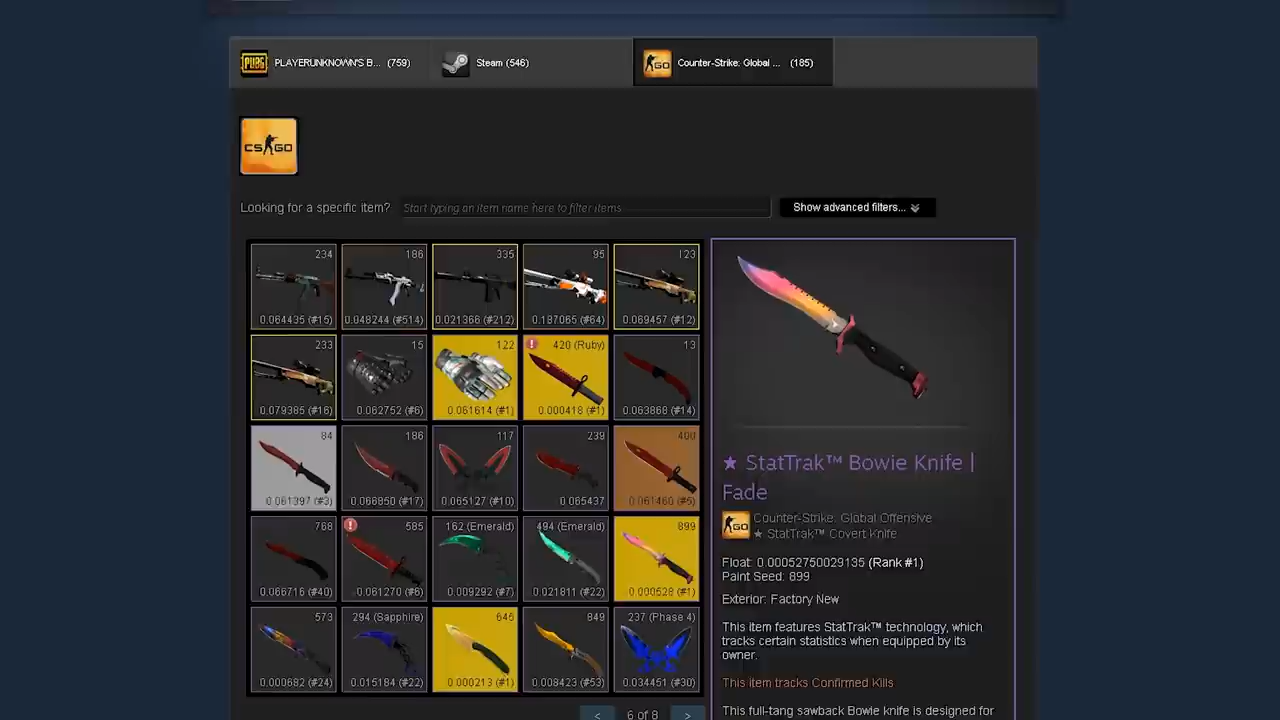 PLAYERUNKNOWN'S B... (759)
Steam (546)
Counter-Strike: Global ... (185)
CS GO
Looking for a specific item?
Start typing an item name here to filter items
Show advanced filters...
234
186
335
95
123
0.064435 (#15)
0.048244 (#514)
0.021366 (#212)
0.187065 (#64)
0.069457 (#12)
233
15
122
420 (Ruby)
13
0.079385 (#16)
0.062752 (#6)
0.061614 (#1)
0.000418 (#1)
0.063868 (#14)
84
186
117
239
400
0.061397 (#3)
0.066850 (#17)
0.065127 (#10)
0.065437
0.061460 (#5)
768
585
162 (Emerald)
494 (Emerald)
899
0.066716 (#40)
0.061270 (#6)
0.009292 (#7)
0.021811 (#22)
0.000528 (#1)
573
294 (Sapphire)
646
849
237 (Phase 4)
0.000682 (#24)
0.015184 (#22)
0.000213 (#1)
0.008423 (#53)
0.034451 (#30)
< 6 of 8 >
★ StatTrak™ Bowie Knife |
Fade
Counter-Strike: Global Offensive
★ StatTrak™ Covert Knife
Float: 0.00052750029135 (Rank #1)
Paint Seed: 899
Exterior: Factory New
This item features StatTrak™ technology, which
tracks certain statistics when equipped by its
owner.
This item tracks Confirmed Kills
This full-tang sawback Bowie knife is designed for